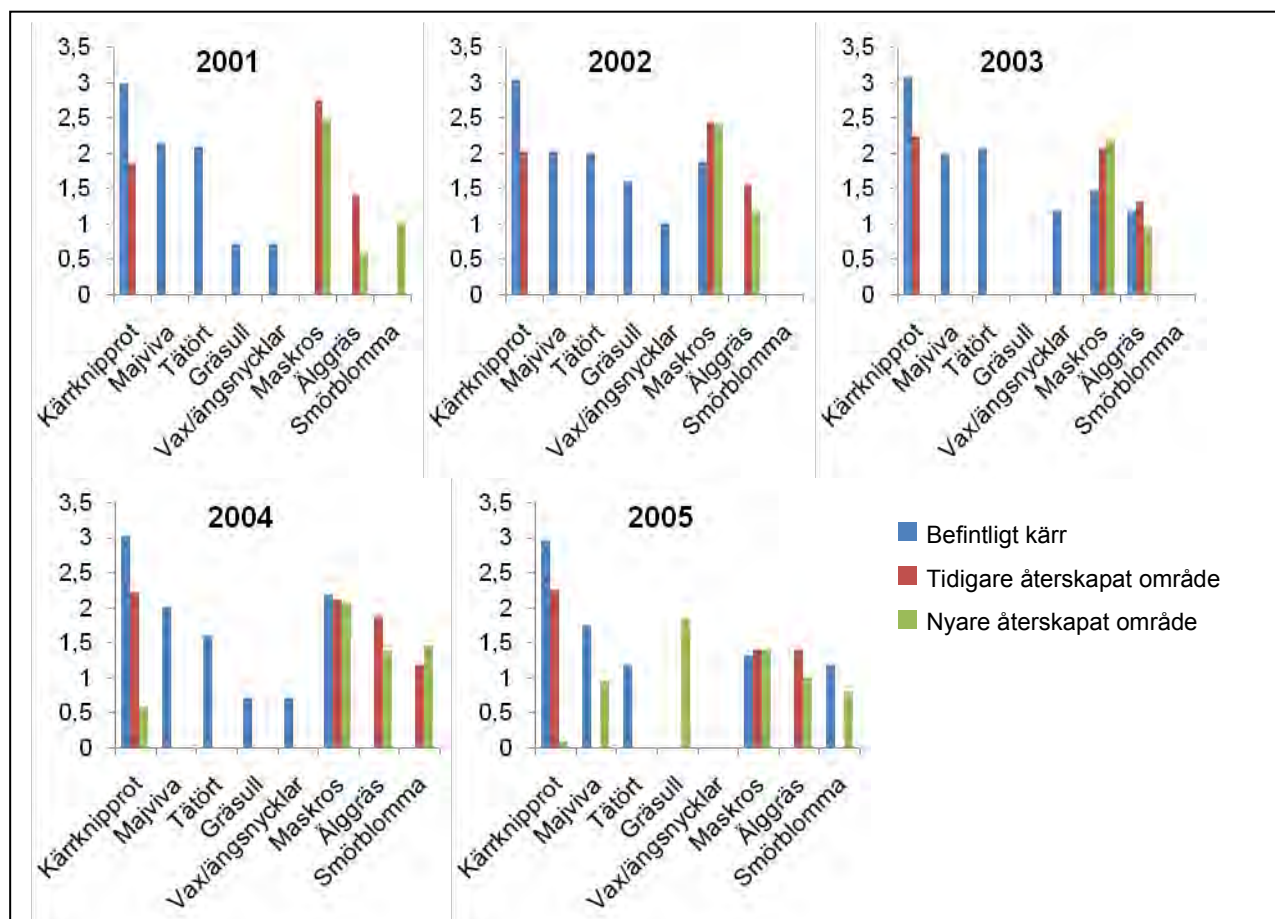 2001
3,5
3
2,5
2
1,5
1
0,5
0
Kärrknipprot
Majviva
Tätört
Gräsull
Vax/ängsnycklar
Maskros
Älggräs
Smörblomma
2002
3,5
3
2,5
2
1,5
1
0,5
0
Kärrknipprot
Majviva
Tätört
Gräsull
Vax/ängsnycklar
Maskros
Älggräs
Smörblomma
2003
3,5
3
2,5
2
1,5
1
0,5
0
Kärrknipprot
Majviva
Tätört
Gräsull
Vax/ängsnycklar
Maskros
Älggräs
Smörblomma
2004
3,5
3
2,5
2
1,5
1
0,5
0
Kärrknipprot
Majviva
Tätört
Gräsull
Vax/ängsnycklar
Maskros
Älggräs
Smörblomma
2005
3,5
3
2,5
2
1,5
1
0,5
0
Kärrknipprot
Majviva
Tätört
Gräsull
Vax/ängsnycklar
Maskros
Älggräs
Smörblomma
Befintligt kärr
Tidigare återskapat område
Nyare återskapat område